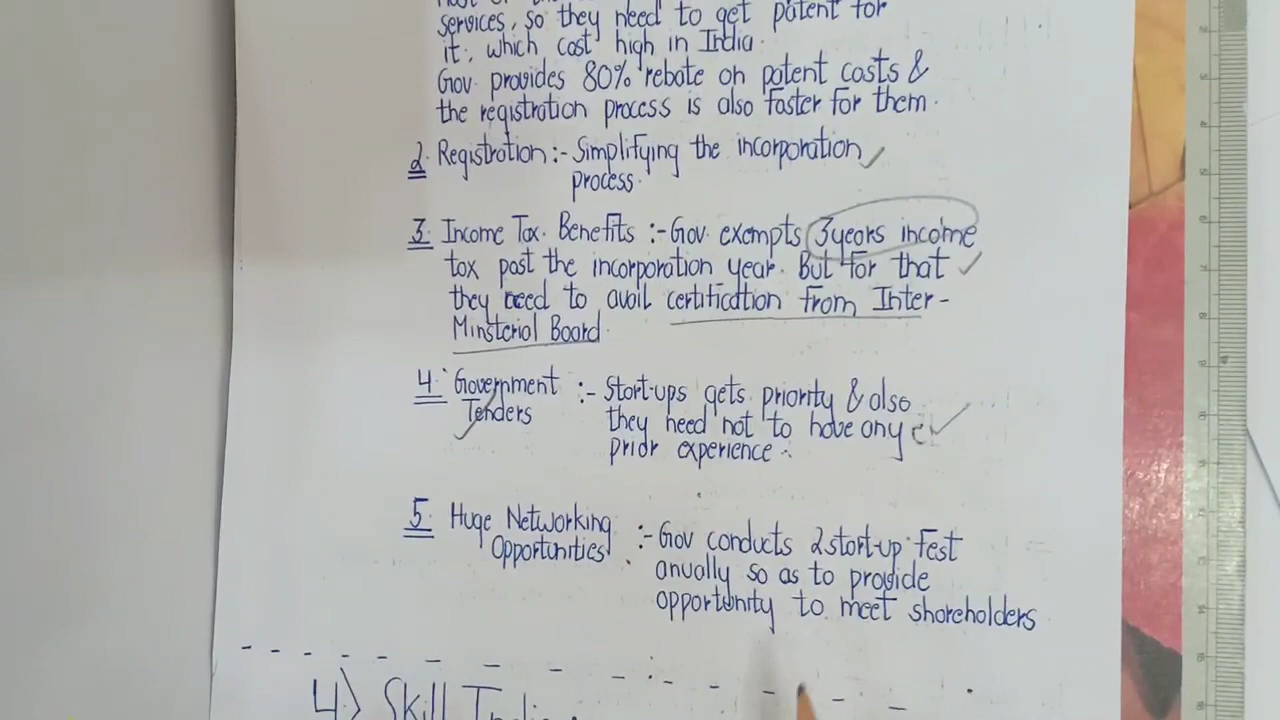 services, so they need to get patent for
it, which cost high in India.
Gov. provides 80% rebate on patent costs &
the registration process is also faster for them.
2. Registration :- Simplifying the incorporation
process.
3. Income Tax. Benefits :- Gov. exempts 3years income
tax post the incorporation year. But for that
they need to avail certification from Inter-
Minsterial Board.
4. Government :- Start-ups gets priority & also
Tenders they need not to have any
prior experience.
5. Huge Networking :- Gov conducts 2 start-up fest
Opportunities anually so as to provide
opportunity to meet shareholders
4) Skill India: